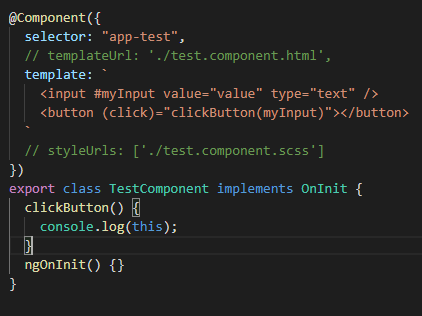 @Component({
  selector: "app-test",
  // templateUrl: './test.component.html',
  template: `
    <input #myInput value="value" type="text" />
    <button (click)="clickButton(myInput)"></button>
  `
  // styleUrls: ['./test.component.scss']
})
export class TestComponent implements OnInit {
  clickButton() {
    console.log(this);
  }
  ngOnInit() {}
}